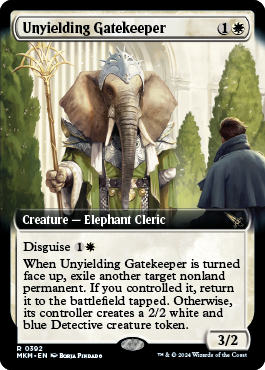 Unyielding Gatekeeper 1
Creature — Elephant Cleric
Disguise 1
When Unyielding Gatekeeper is turned
face up, exile another target nonland
permanent. If you controlled it, return
it to the battlefield tapped. Otherwise,
its controller creates a 2/2 white and
blue Detective creature token.
3/2
R 0392
MKM • EN Borja Pindado
™ & © 2024 Wizards of the Coast